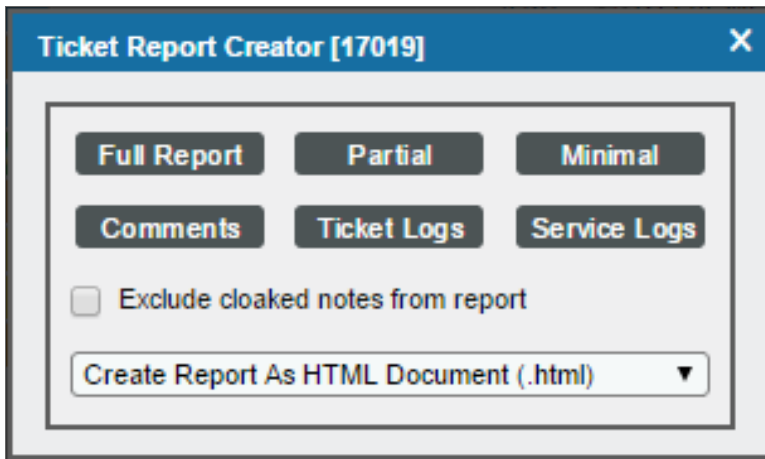 Ticket Report Creator [17019]
Full Report Partial Minimal
Comments Ticket Logs Service Logs
Exclude cloaked notes from report
Create Report As HTML Document (.html)